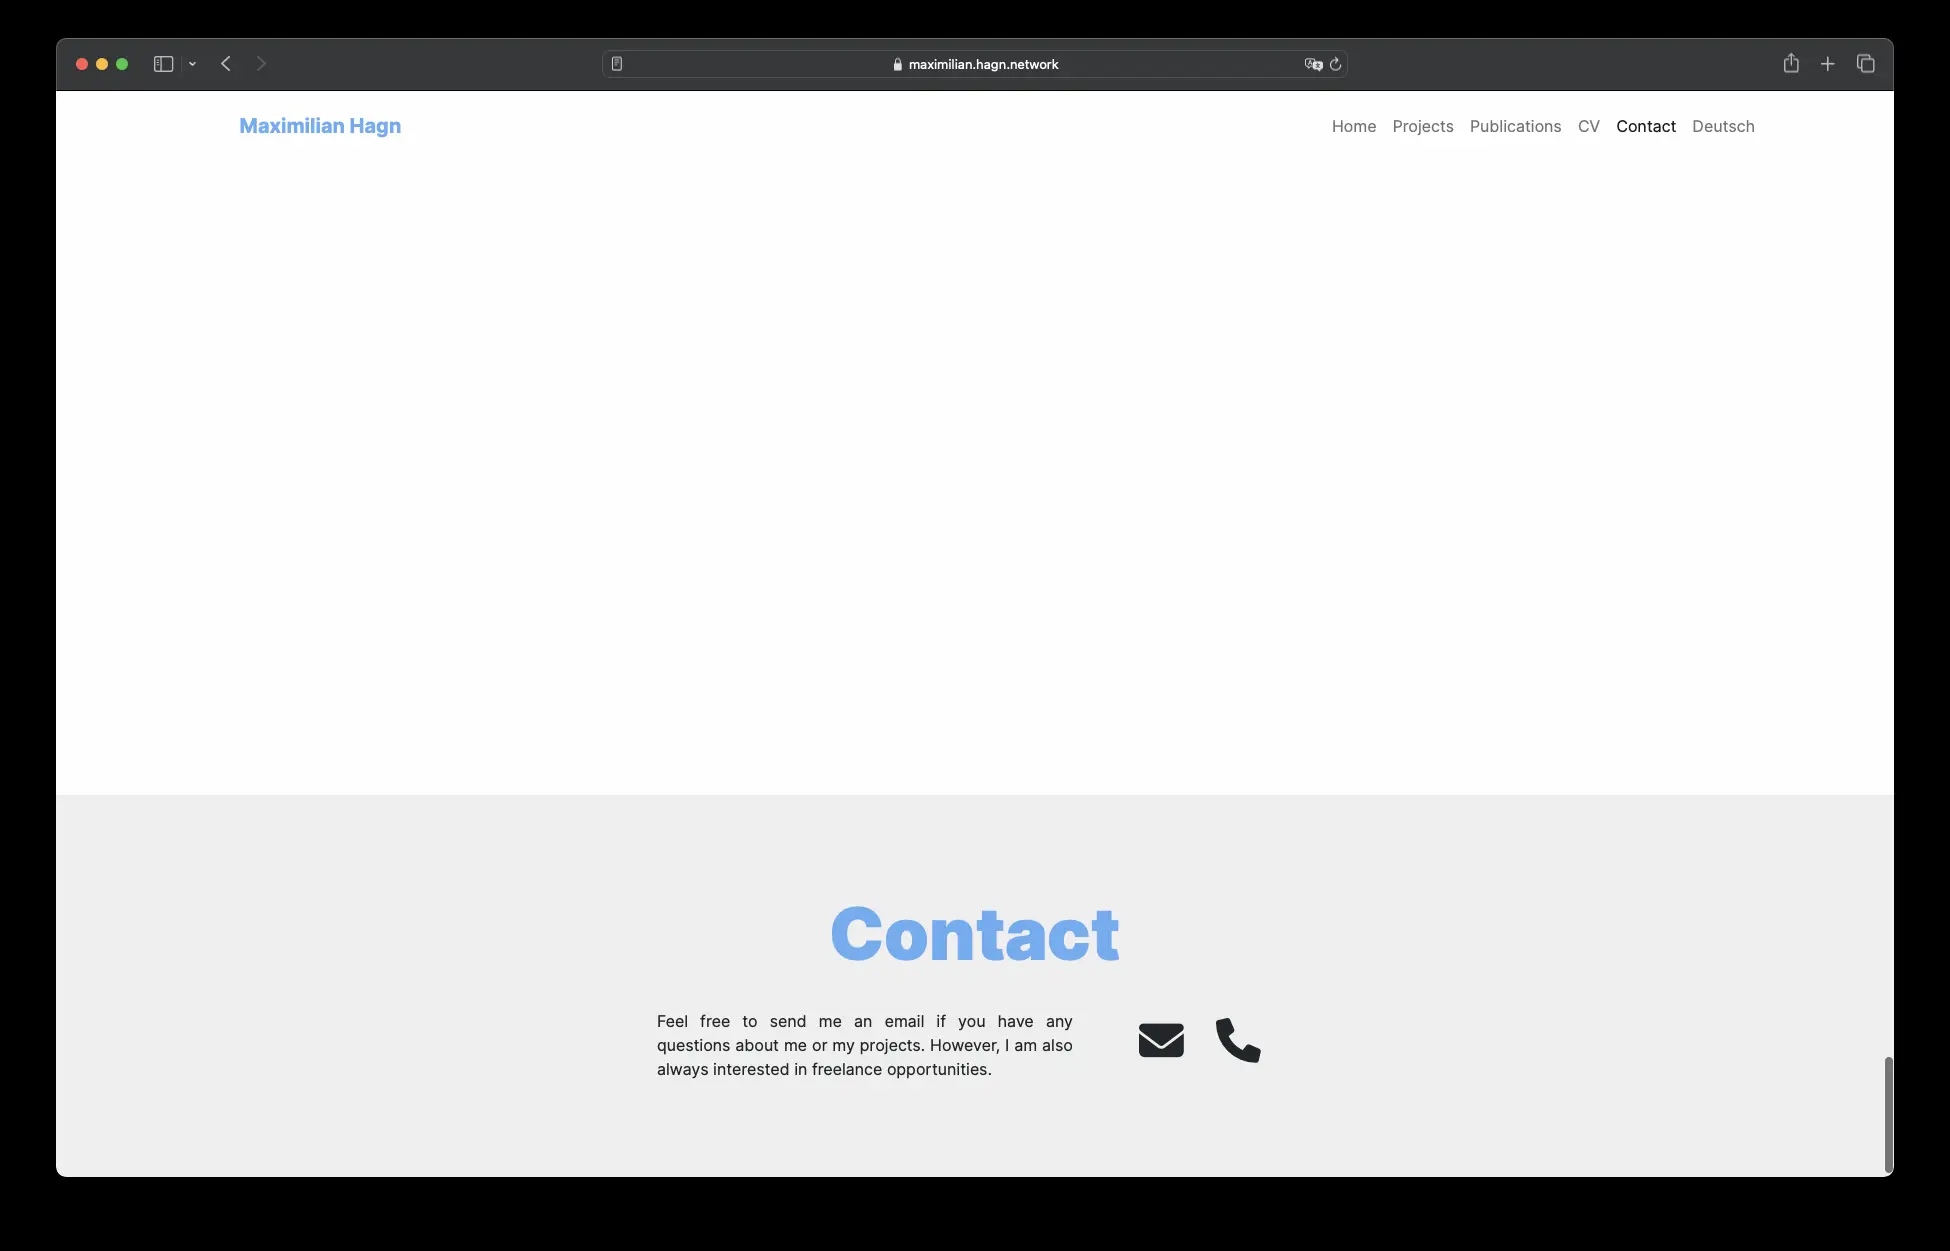 maximilian.hagn.network
Maximilian Hagn
Home Projects Publications CV Contact Deutsch
Contact
Feel free to send me an email if you have any
questions about me or my projects. However, I am also
always interested in freelance opportunities.